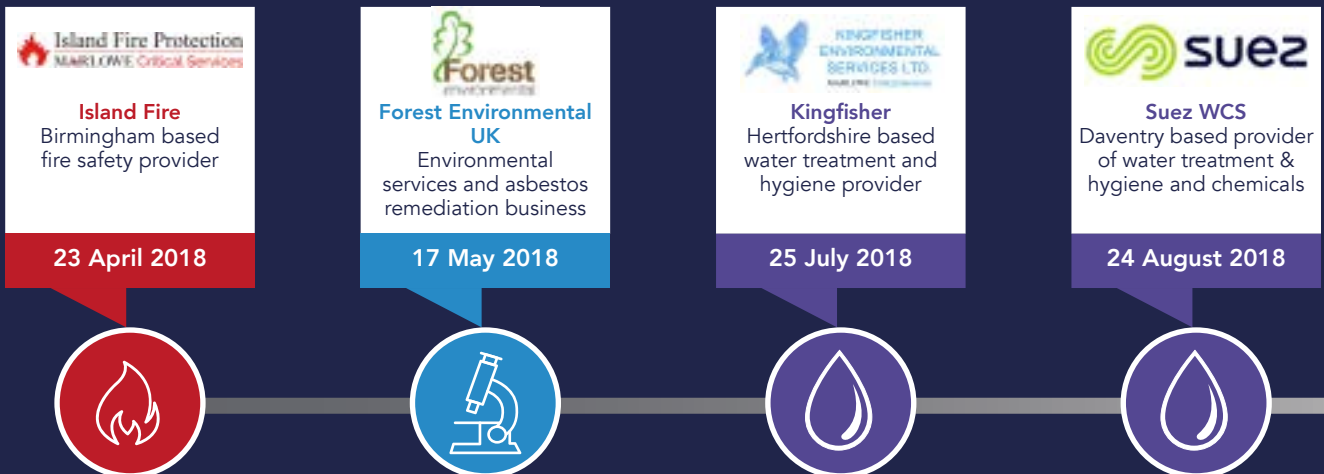 Island Fire Protection
MARLOWE Critical Services
Island Fire
Birmingham based
fire safety provider
23 April 2018
Forest
environmental
Forest Environmental
UK
Environmental
services and asbestos
remediation business
17 May 2018
KINGFISHER
ENVIRONMENTAL
SERVICES LTD.
MARLOWE
Kingfisher
Hertfordshire based
water treatment and
hygiene provider
25 July 2018
suez
Suez WCS
Daventry based provider
of water treatment &
hygiene and chemicals
24 August 2018